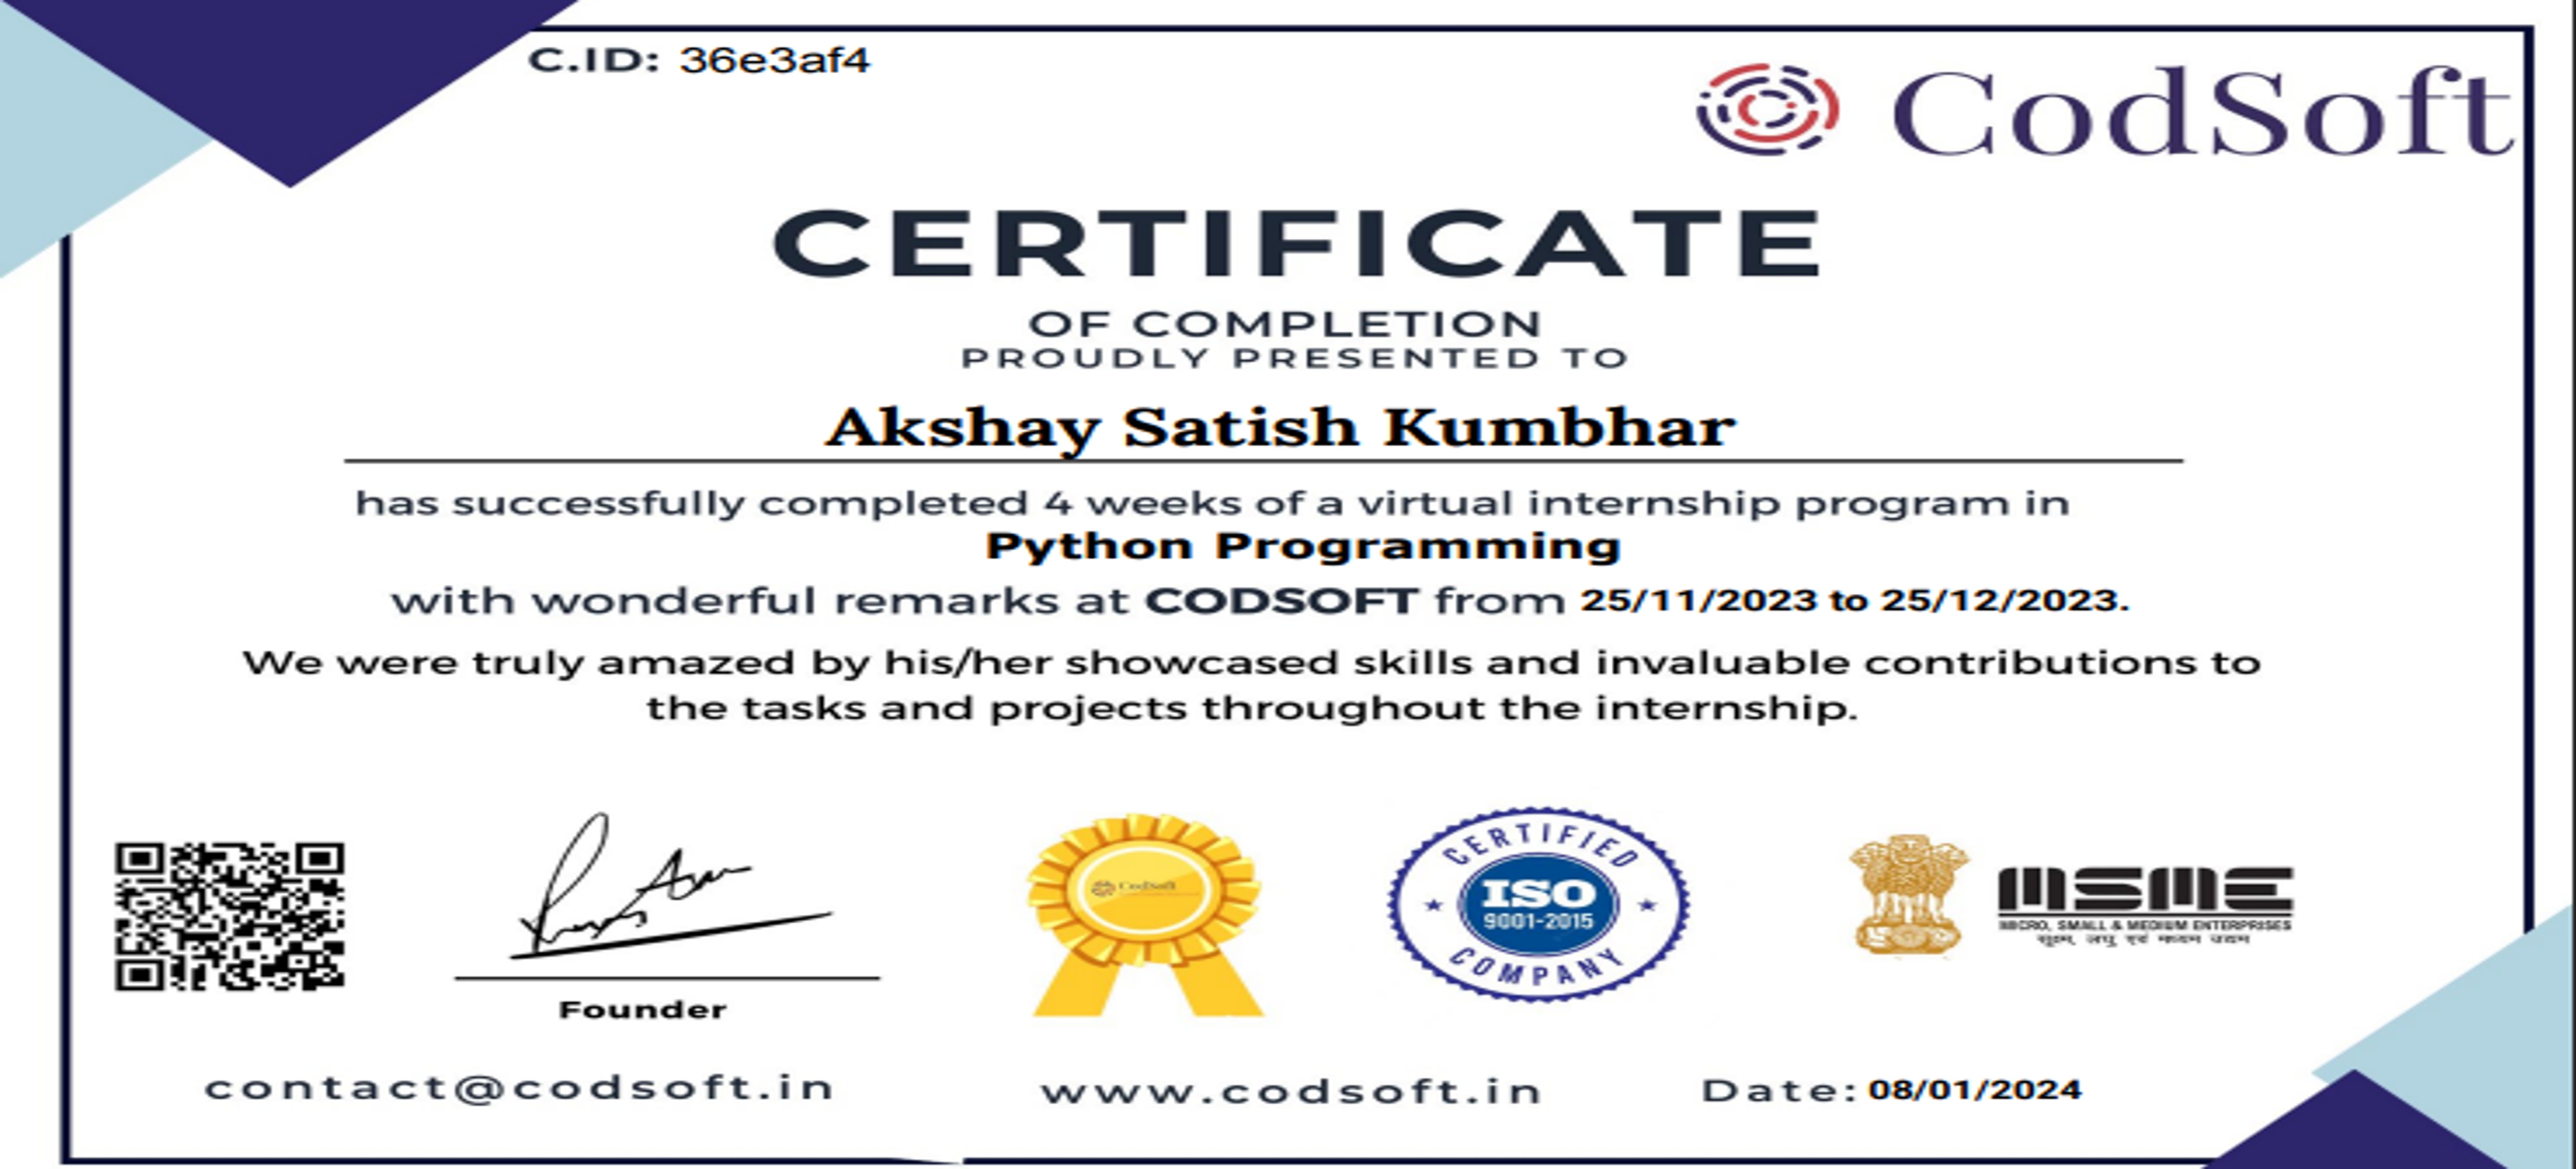 C.ID: 36e3af4
CodSoft
CERTIFICATE
OF COMPLETION
PROUDLY PRESENTED TO
Akshay Satish Kumbhar
has successfully completed 4 weeks of a virtual internship program in
Python Programming
with wonderful remarks at CODSOFT from 25/11/2023 to 25/12/2023.
We were truly amazed by his/her showcased skills and invaluable contributions to
the tasks and projects throughout the internship.
CodSoft
CERTIFIED
ISO
9001-2015
COMPANY
MSME
MICRO, SMALL & MEDIUM ENTERPRISES
सूक्ष्म, लघु एवं मध्यम उद्यम
Founder
contact@codsoft.in
www.codsoft.in
Date: 08/01/2024